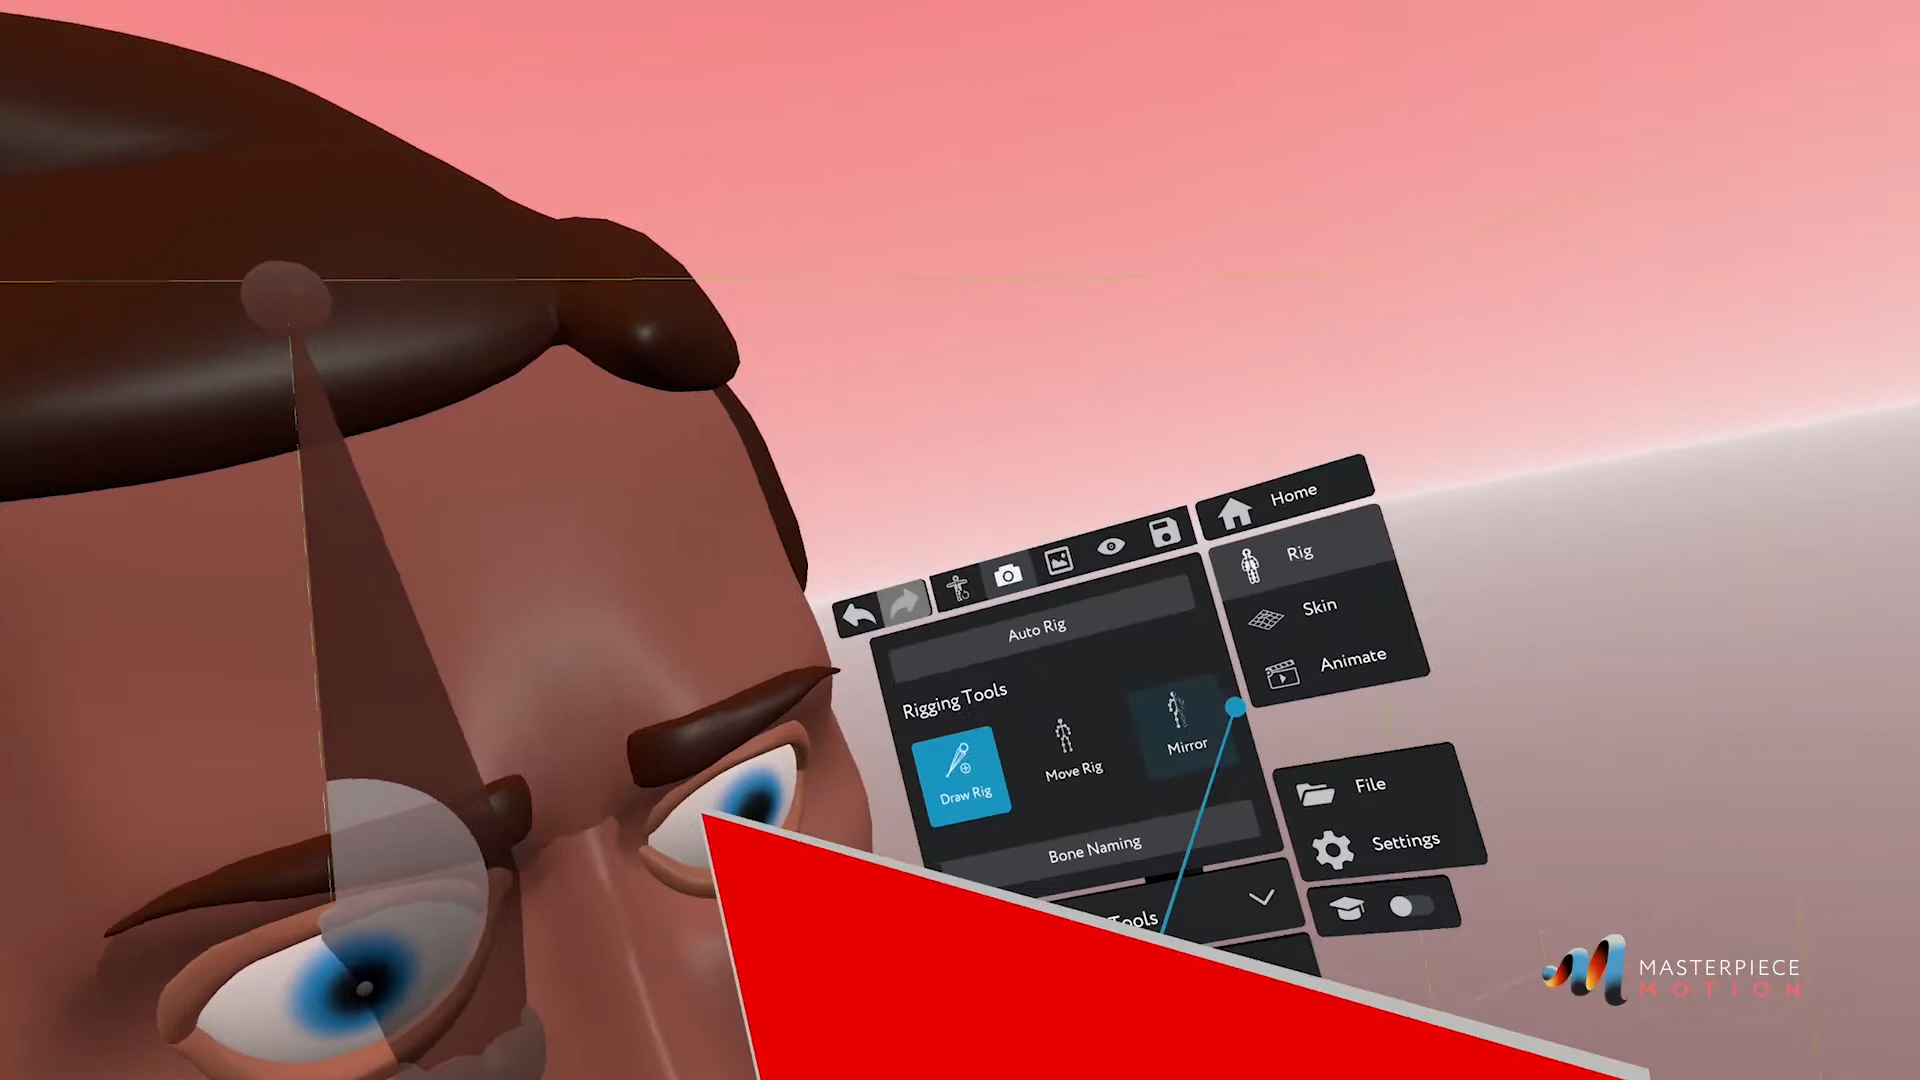 Home
Rig
Skin
Animate
Auto Rig
Rigging Tools
Draw Rig
Move Rig
Mirror
Bone Naming
Tools
File
Settings
MASTERPIECE
MOTION